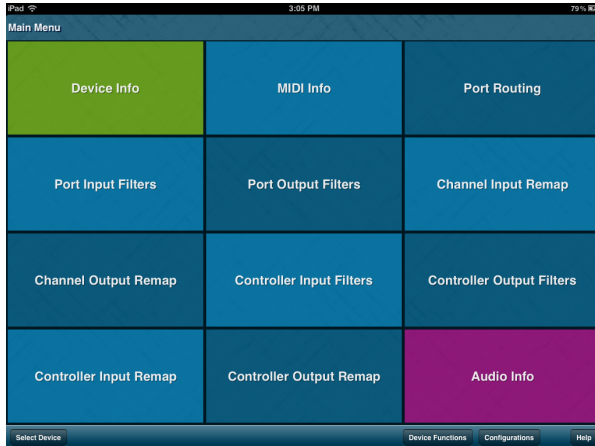 iPad 3:05 PM 79%
Main Menu
Device Info MIDI Info Port Routing
Port Input Filters Port Output Filters Channel Input Remap
Channel Output Remap Controller Input Filters Controller Output Filters
Controller Input Remap Controller Output Remap Audio Info
Select Device Device Functions Configurations Help